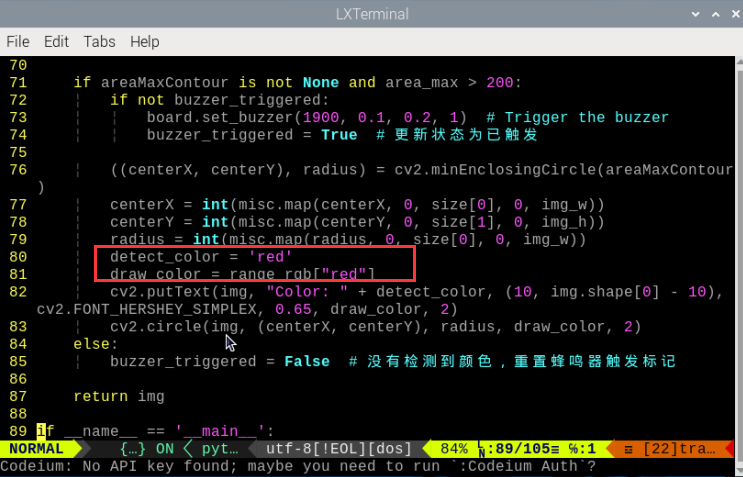 LXTerminal
File Edit Tabs Help
70
71 if areaMaxContour is not None and area_max > 200:
72 if not buzzer_triggered:
73 board.set_buzzer(1900, 0.1, 0.2, 1) # Trigger the buzzer
74 buzzer_triggered = True # 更新状态为已触发
75
76 ((centerX, centerY), radius) = cv2.minEnclosingCircle(areaMaxContour
)
77 centerX = int(misc.map(centerX, 0, size[0], 0, img_w))
78 centerY = int(misc.map(centerY, 0, size[1], 0, img_h))
79 radius = int(misc.map(radius, 0, size[0], 0, img_w))
80 detect_color = 'red'
81 draw_color = range_rgb["red"]
82 cv2.putText(img, "Color: " + detect_color, (10, img.shape[0] - 10),
cv2.FONT_HERSHEY_SIMPLEX, 0.65, draw_color, 2)
83 cv2.circle(img, (centerX, centerY), radius, draw_color, 2)
84 else:
85 buzzer_triggered = False # 没有检测到颜色，重置蜂鸣器触发标记
86
87 return img
88
89 if __name__ == '__main__':
NORMAL {…} ON pyt… utf-8[!EOL][dos] 84% LN:89/105≡ ℅:1 ≡ [22]tra…
Codeium: No API key found; maybe you need to run `:Codeium Auth`?